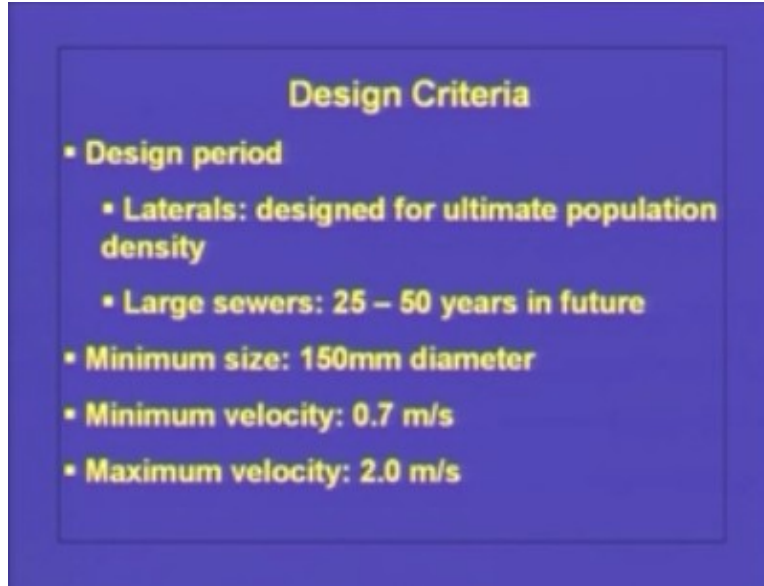 Design Criteria
▪ Design period
▪ Laterals: designed for ultimate population
density
▪ Large sewers: 25 – 50 years in future
▪ Minimum size: 150mm diameter
▪ Minimum velocity: 0.7 m/s
▪ Maximum velocity: 2.0 m/s